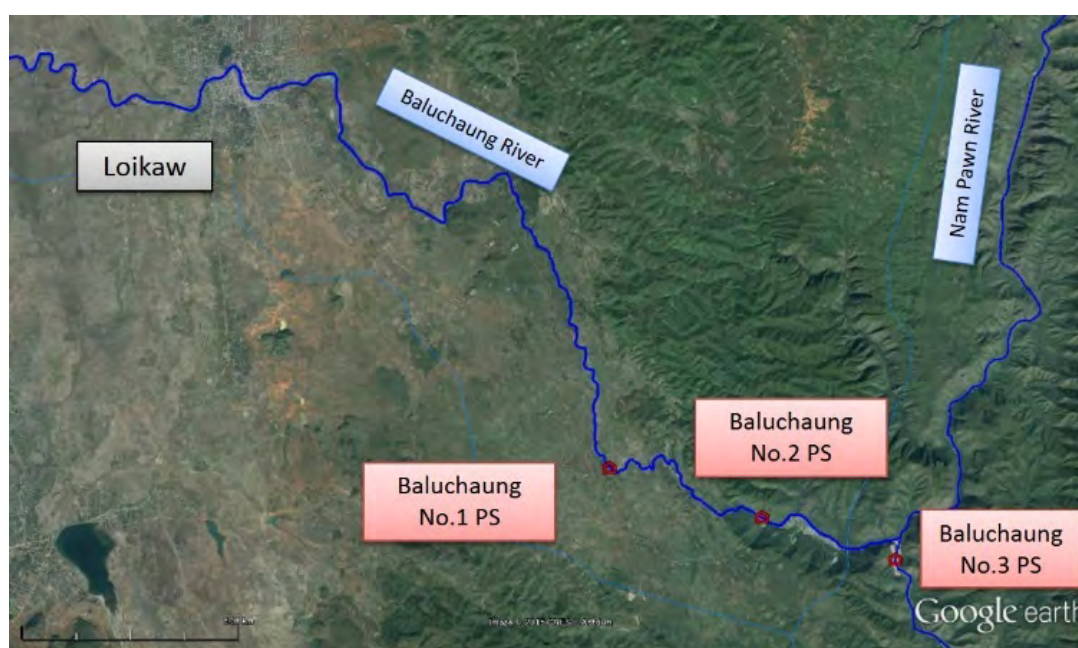 Baluchaung River
Nam Pawn River
Loikaw
Baluchaung
No.2 PS
Baluchaung
No.1 PS
Baluchaung
No.3 PS
Google earth